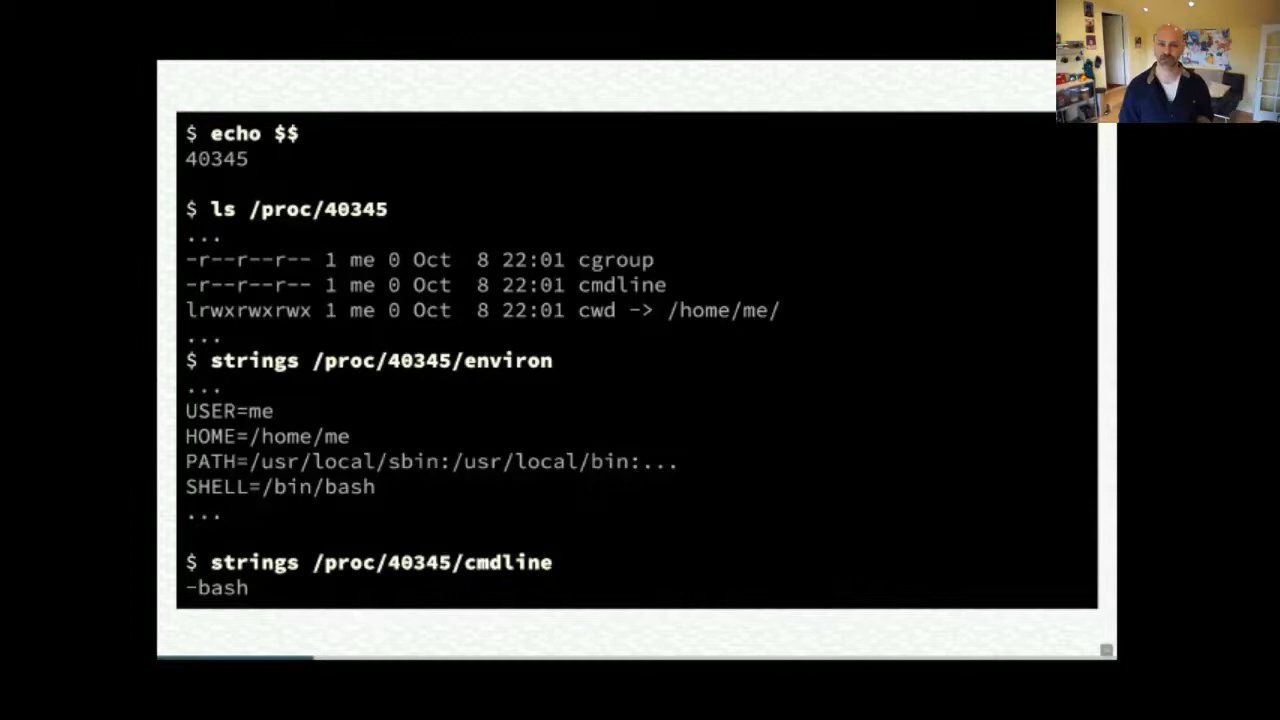 $ echo $$
40345
$ ls /proc/40345
...
-r--r--r-- 1 me 0 Oct  8 22:01 cgroup
-r--r--r-- 1 me 0 Oct  8 22:01 cmdline
lrwxrwxrwx 1 me 0 Oct  8 22:01 cwd -> /home/me/
...
$ strings /proc/40345/environ
...
USER=me
HOME=/home/me
PATH=/usr/local/sbin:/usr/local/bin:...
SHELL=/bin/bash
...
$ strings /proc/40345/cmdline
-bash